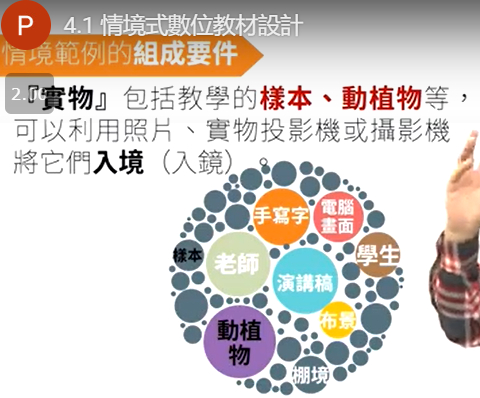 P 4.1 情境式數位教材設計
情境範例的組成要件
『實物』包括教學的樣本、動植物等，
可以利用照片、實物投影機或攝影機
將它們入境（入鏡）
手寫字
電腦
畫面
樣本
老師
學生
演講稿
布景
動植
物
棚境